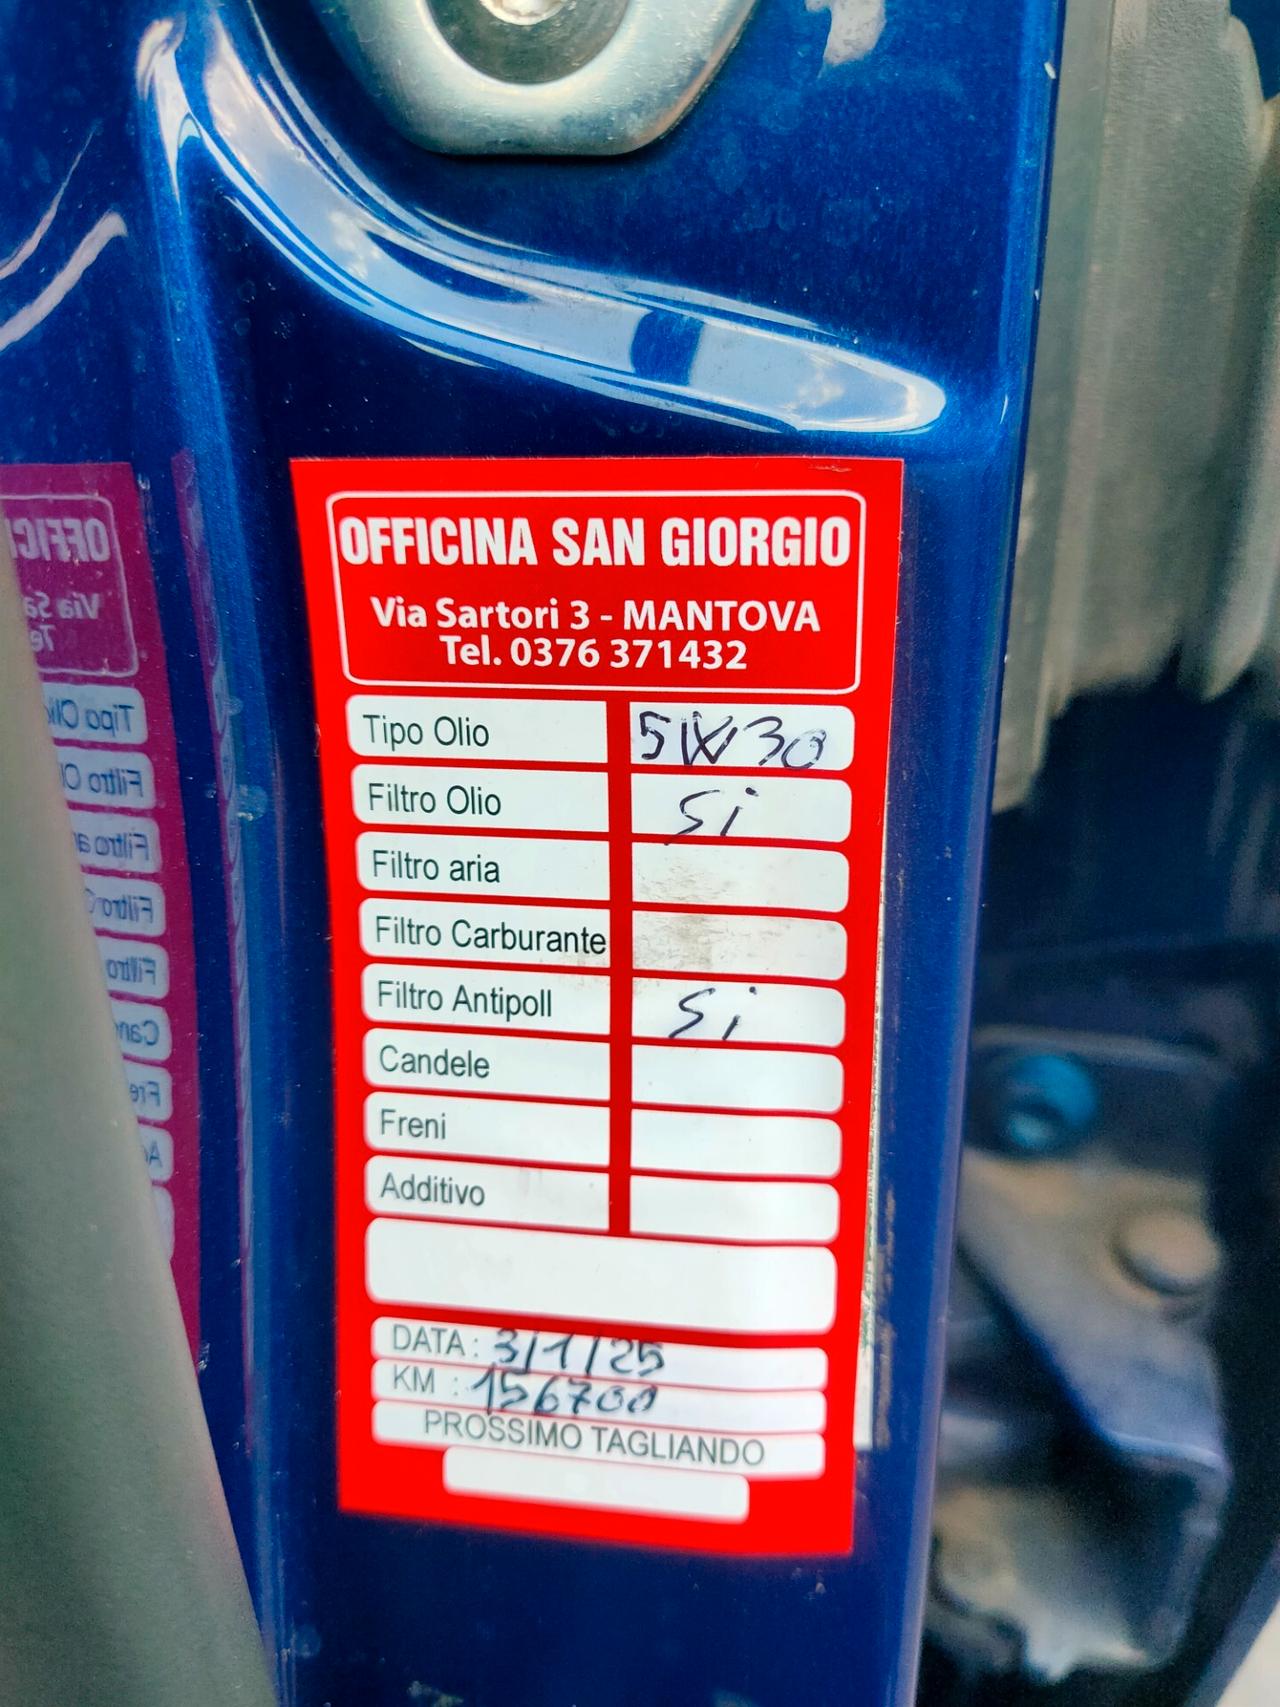 OFFICINA SAN GIORGIO
Via Sartori 3 - MANTOVA
Tel. 0376 371432
Tipo Olio 5W30
Filtro Olio Si
Filtro aria
Filtro Carburante
Filtro Antipoll Si
Candele
Freni
Additivo
DATA : 3/1/25
KM : 156700
PROSSIMO TAGLIANDO